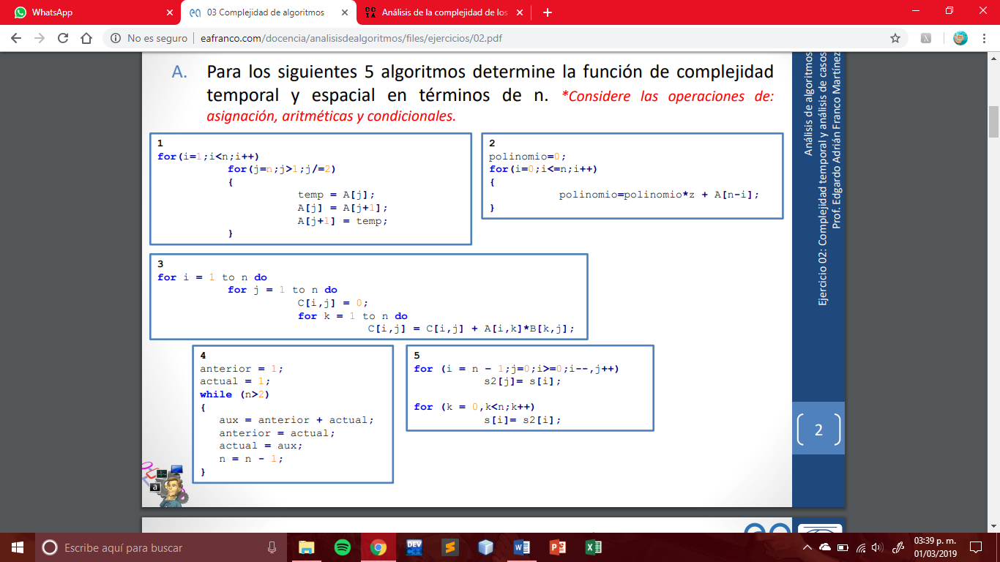 WhatsApp
03 Complejidad de algoritmos
Análisis de la complejidad de los
No es seguro | eafranco.com/docencia/analisisdealgoritmos/files/ejercicios/02.pdf
A. Para los siguientes 5 algoritmos determine la función de complejidad
temporal y espacial en términos de n. *Considere las operaciones de:
asignación, aritméticas y condicionales.
1
for(i=1;i<n;i++)
for(j=n;j>1;j/=2)
{
temp = A[j];
A[j] = A[j+1];
A[j+1] = temp;
}
2
polinomio=0;
for(i=0;i<=n;i++)
{
polinomio=polinomio*z + A[n-i];
}
3
for i = 1 to n do
for j = 1 to n do
C[i,j] = 0;
for k = 1 to n do
C[i,j] = C[i,j] + A[i,k]*B[k,j];
4
anterior = 1;
actual = 1;
while (n>2)
{
aux = anterior + actual;
anterior = actual;
actual = aux;
n = n - 1;
}
5
for (i = n - 1;j=0;i>=0;i--,j++)
s2[j]= s[i];
for (k = 0,k<n;k++)
s[i]= s2[i];
Análisis de algoritmos
Ejercicio 02: Complejidad temporal y análisis de casos
Prof. Edgardo Adrián Franco Martínez
2
a
Escribe aquí para buscar
DEV
03:39 p. m.
01/03/2019